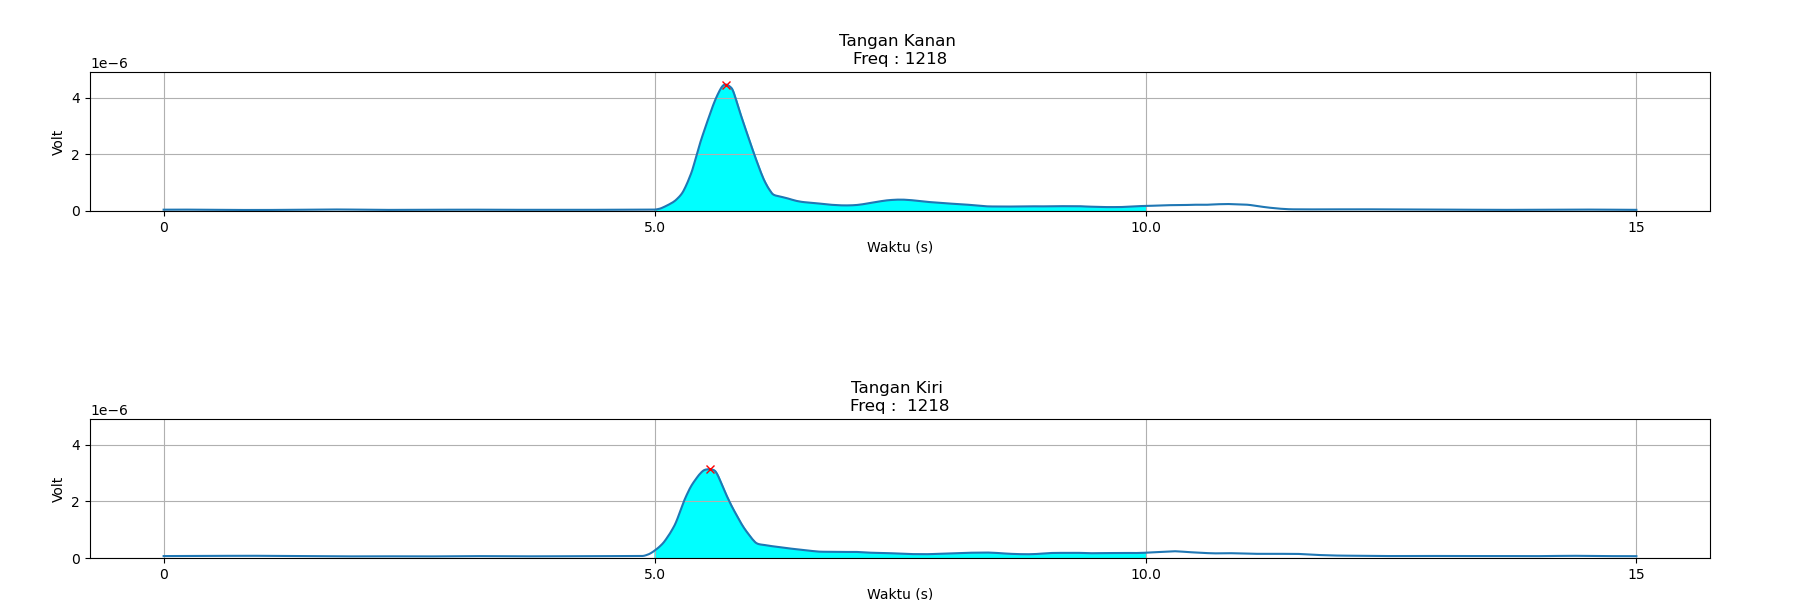 Tangan Kanan
Freq : 1218
1e−6
4
2
0
Volt
0 5.0 10.0 15
Waktu (s)
Tangan Kiri
Freq :  1218
1e−6
4
2
0
Volt
0 5.0 10.0 15
Waktu (s)